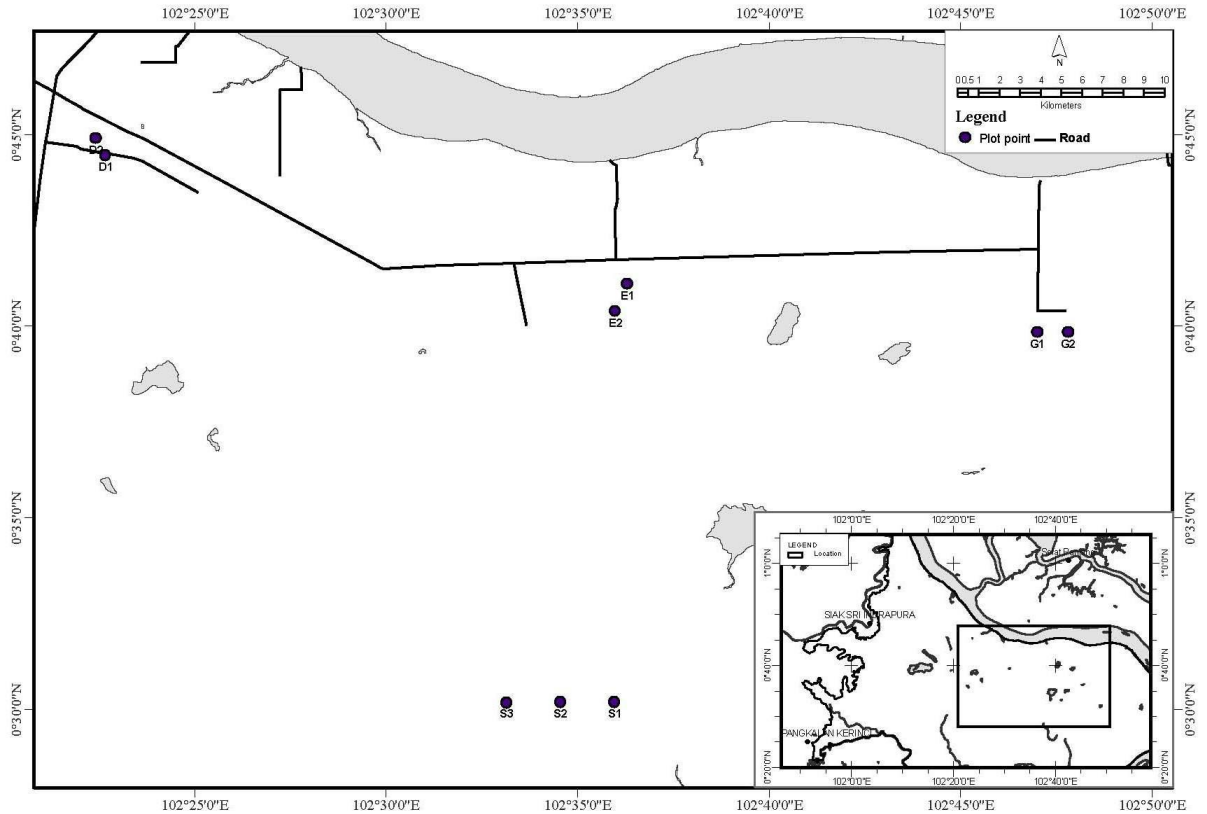 102°25'0"E 102°30'0"E 102°35'0"E 102°40'0"E 102°45'0"E 102°50'0"E
N
0 0.5 1 2 3 4 5 6 7 8 9 10
Kilometers
Legend
Plot point Road
0°45'0"N 0°45'0"N
D2
D1
E1
E2
0°40'0"N 0°40'0"N
G1 G2
0°35'0"N 0°35'0"N
102°0'0"E 102°20'0"E 102°40'0"E
LEGEND
Location
1°0'0"N 1°0'0"N
SIAK SRI INDRAPURA
0°40'0"N 0°40'0"N
PANGKALAN KERINCI
0°20'0"N 0°20'0"N
102°0'0"E 102°20'0"E 102°40'0"E
0°30'0"N 0°30'0"N
S3 S2 S1
102°25'0"E 102°30'0"E 102°35'0"E 102°40'0"E 102°45'0"E 102°50'0"E